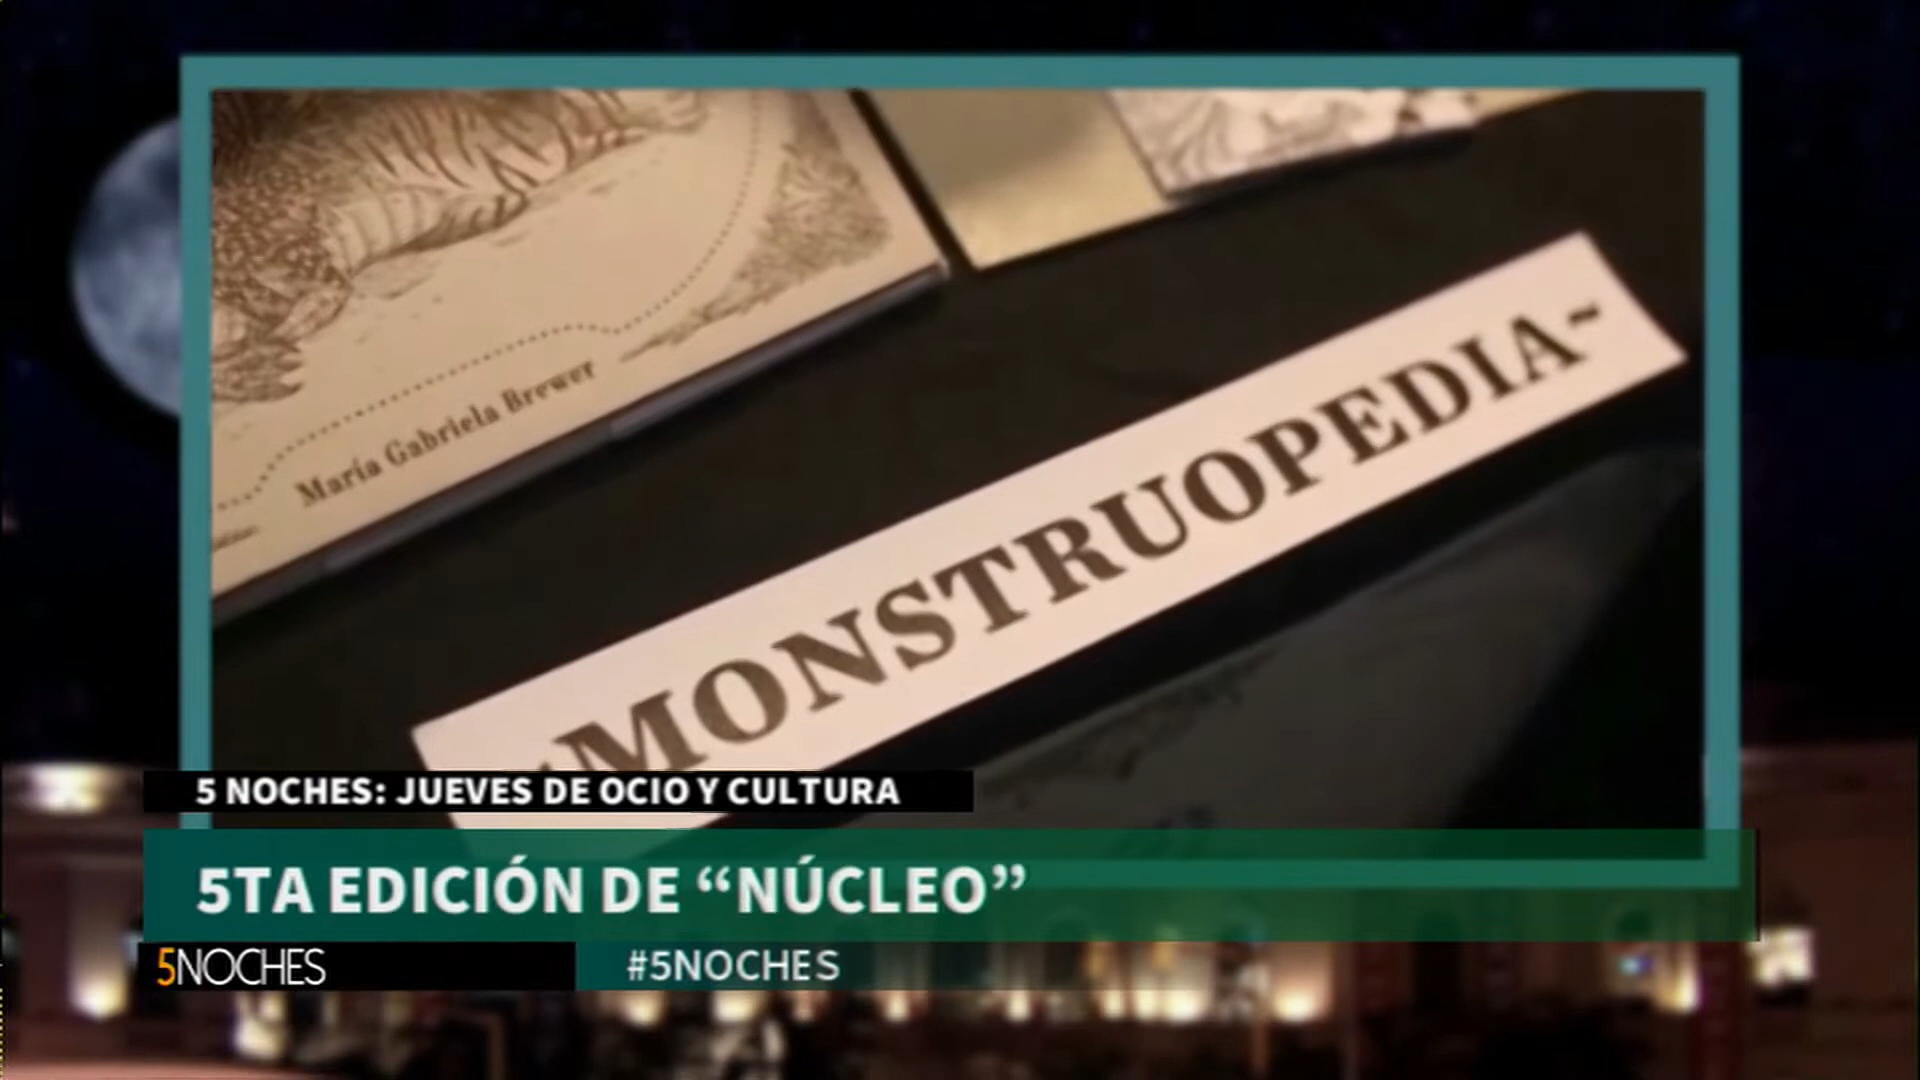 María Gabriela Brewer
~MONSTRUOPEDIA~
5 NOCHES: JUEVES DE OCIO Y CULTURA
5TA EDICIÓN DE “NÚCLEO”
5NOCHES
#5NOCHES